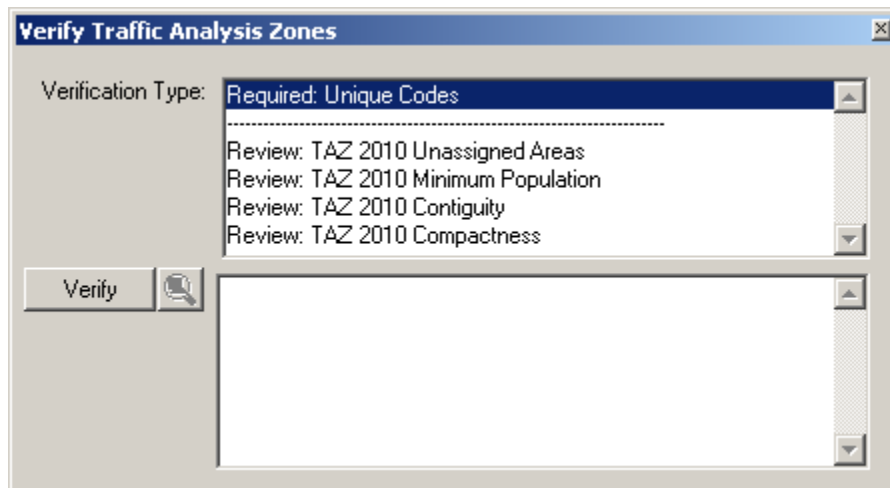 Verify Traffic Analysis Zones
Verification Type:
Required: Unique Codes
------------------------------------------------------------------------
Review: TAZ 2010 Unassigned Areas
Review: TAZ 2010 Minimum Population
Review: TAZ 2010 Contiguity
Review: TAZ 2010 Compactness
Verify